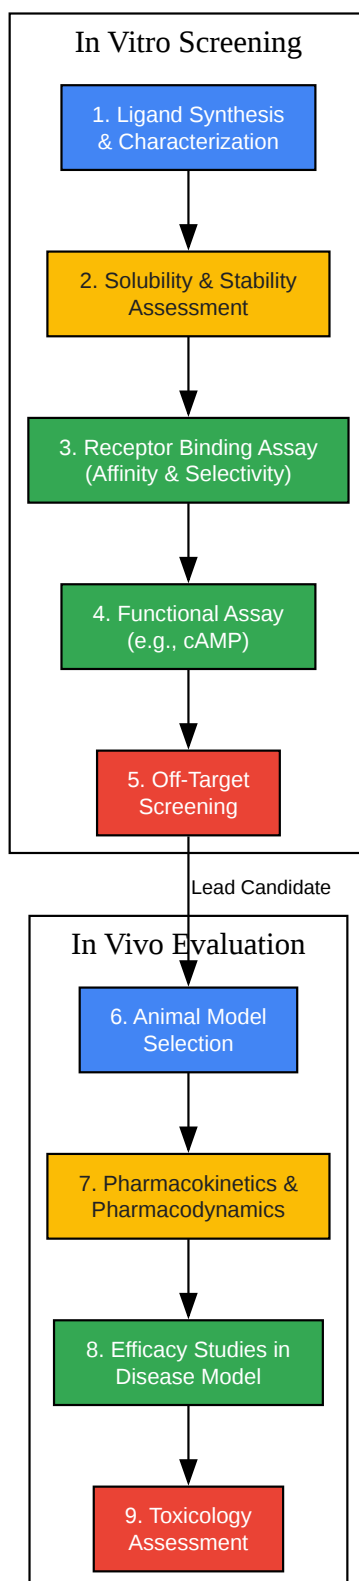 In Vitro Screening
1. Ligand Synthesis
& Characterization
2. Solubility & Stability
Assessment
3. Receptor Binding Assay
(Affinity & Selectivity)
4. Functional Assay
(e.g., cAMP)
5. Off-Target
Screening
Lead Candidate
In Vivo Evaluation
6. Animal Model
Selection
7. Pharmacokinetics &
Pharmacodynamics
8. Efficacy Studies in
Disease Model
9. Toxicology
Assessment